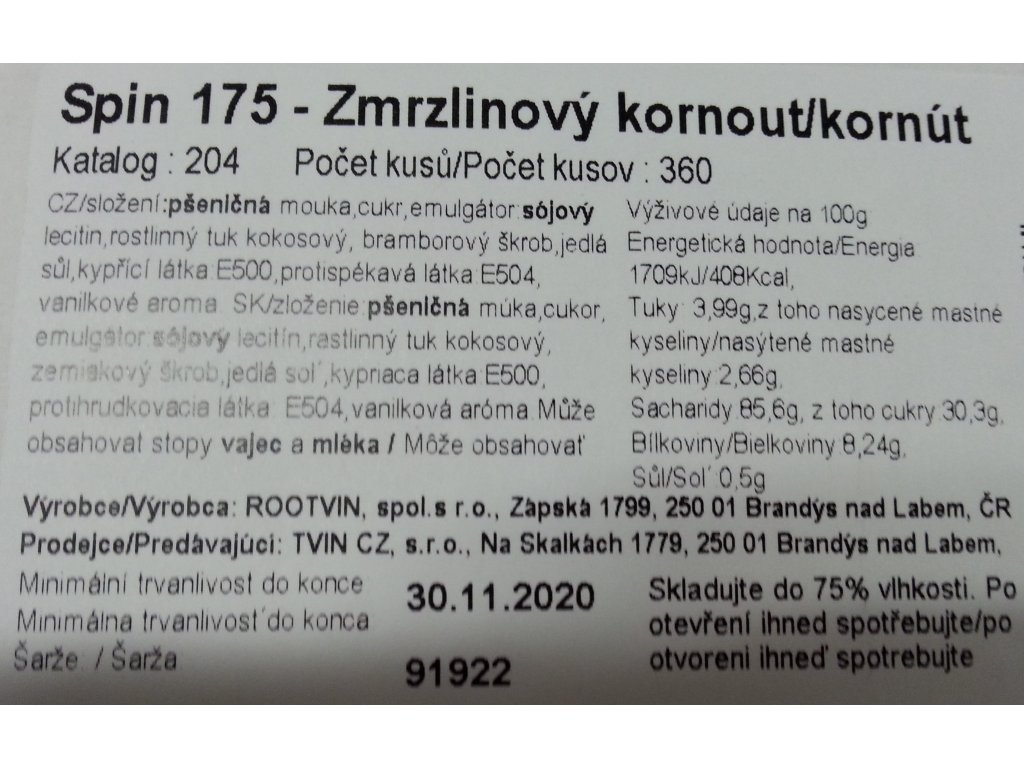 Spin 175 - Zmrzlinový kornout/kornút
Katalog : 204 Počet kusů/Počet kusov : 360
CZ/složení:pšeničná mouka,cukr,emulgátor:sójový
lecitin,rostlinný tuk kokosový, bramborový škrob,jedlá
sůl,kypřící látka:E500,protispékavá látka:E504,
vanilkové aroma. SK/zloženie:pšeničná múka,cukor,
emulgátor:sójový lecitín,rastlinný tuk kokosový,
zemiakový škrob,jedlá soľ,kypriaca látka:E500,
protihrudkovacia látka: E504,vanilková aróma.Může
obsahovat stopy vajec a mléka / Môže obsahovať
Výživové údaje na 100g
Energetická hodnota/Energia
1709kJ/408Kcal,
Tuky: 3,99g,z toho nasycené mastné
kyseliny/nasýtené mastné
kyseliny:2,66g,
Sacharidy:85,6g, z toho cukry:30,3g,
Bílkoviny/Bielkoviny:8,24g,
Sůl/Soľ:0,5g
Výrobce/Výrobca: ROOTVIN, spol.s r.o., Zápská 1799, 250 01 Brandýs nad Labem, ČR
Prodejce/Predávajúci: TVIN CZ, s.r.o., Na Skalkách 1779, 250 01 Brandýs nad Labem,
Minimální trvanlivost do konce
Minimálna trvanlivosť do konca
30.11.2020
Šarže: / Šarža
91922
Skladujte do 75% vlhkosti. Po
otevření ihned spotřebujte/po
otvoreni ihneď spotrebujte